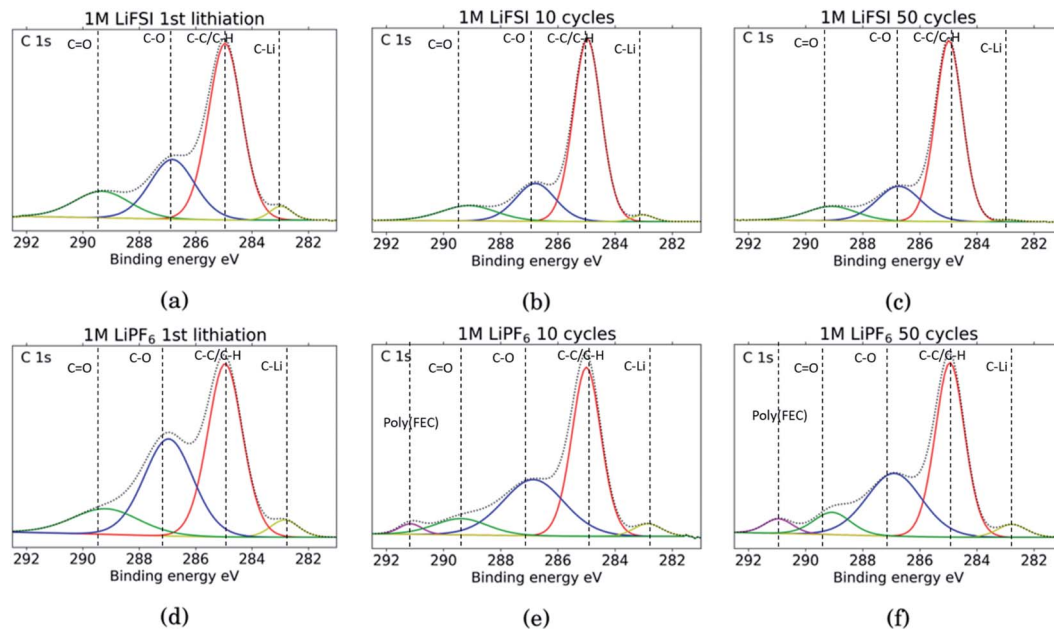 1M LiFSI 1st lithiation
C 1s
C=O
C-O
C-C/C-H
C-Li
292 290 288 286 284 282
Binding energy eV
(a)
1M LiFSI 10 cycles
C 1s
C=O
C-O
C-C/C-H
C-Li
292 290 288 286 284 282
Binding energy eV
(b)
1M LiFSI 50 cycles
C 1s
C=O
C-O
C-C/C-H
C-Li
292 290 288 286 284 282
Binding energy eV
(c)
1M LiPF₆ 1st lithiation
C 1s
C=O
C-O
C-C/C-H
C-Li
292 290 288 286 284 282
Binding energy eV
(d)
1M LiPF₆ 10 cycles
C 1s
C=O
C-O
C-C/C-H
C-Li
Poly(FEC)
292 290 288 286 284 282
Binding energy eV
(e)
1M LiPF₆ 50 cycles
C 1s
C=O
C-O
C-C/C-H
C-Li
Poly(FEC)
292 290 288 286 284 282
Binding energy eV
(f)